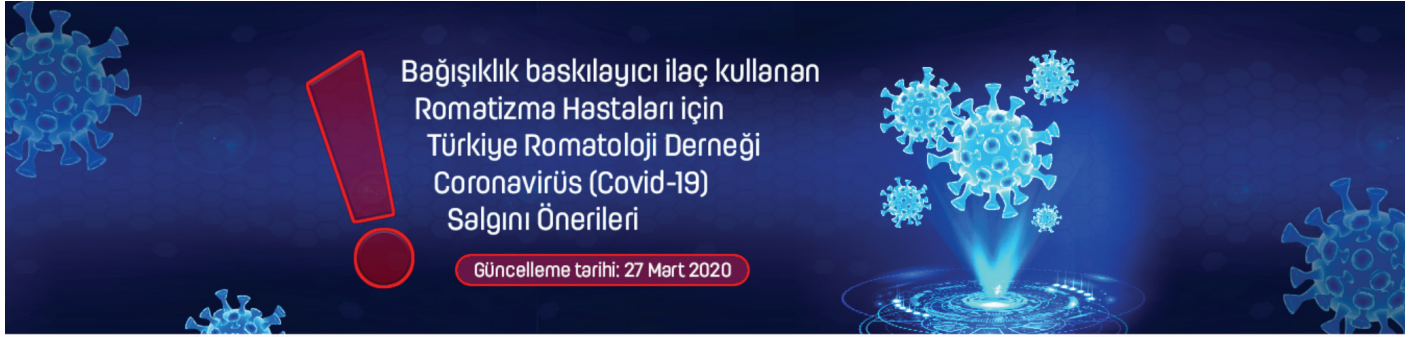 Bağışıklık baskılayıcı ilaç kullanan
Romatizma Hastaları için
Türkiye Romatoloji Derneği
Coronavirüs (Covid-19)
Salgını Önerileri
Güncelleme tarihi: 27 Mart 2020